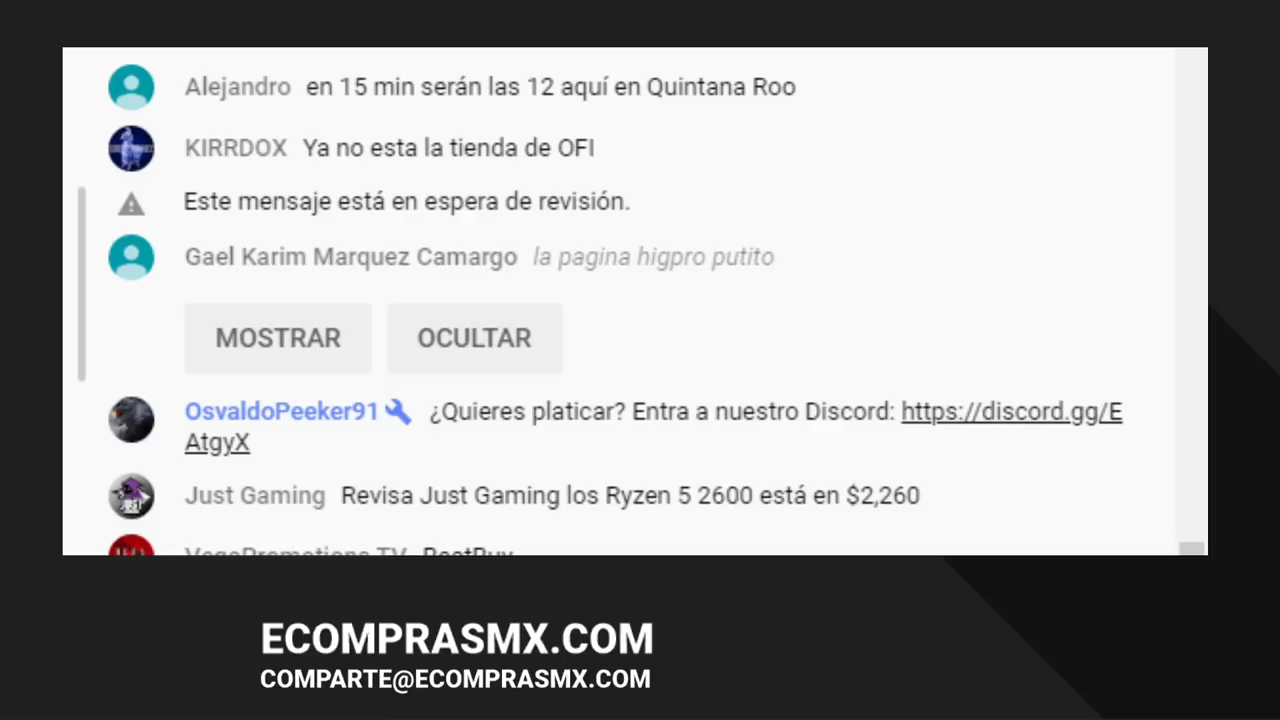 Alejandro en 15 min serán las 12 aquí en Quintana Roo
KIRRDOX Ya no esta la tienda de OFI
Este mensaje está en espera de revisión.
Gael Karim Marquez Camargo la pagina higpro putito
MOSTRAR OCULTAR
OsvaldoPeeker91 ¿Quieres platicar? Entra a nuestro Discord: https://discord.gg/E
AtgyX
Just Gaming Revisa Just Gaming los Ryzen 5 2600 está en $2,260
VegaPromotions TV BestBuy
ECOMPRASMX.COM
COMPARTE@ECOMPRASMX.COM